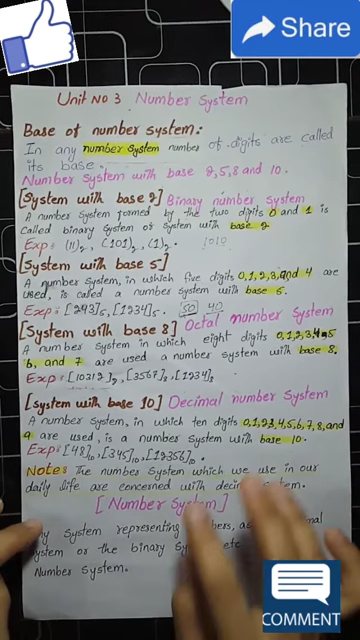 Share
Unit No 3 Number System
Base of number system:
In any number system number of digits are called
its base.
Number System with base 2,5,8 and 10.
[System with base 2] Binary number system
A number System formed by the two digits 0 and 1 is
called binary System or System with base 2
Exp: (11)2, (101)2, (1)2 1010
[System with base 5]
A number System, in which five digits 0,1,2,3, and 4 are
used, is called a number System with base 5.
Exp: [243]5, [1234]5. 50 40
[System with base 8] Octal number System
A number System in which eight digits 0,1,2,3,4,5
6, and 7 are used a number System with base 8.
Exp: [10312]8, [3567]8, [1234]8
[System with base 10] Decimal number System
A number System, in which ten digits 0,1,2,3,4,5,6,7,8, and
9 are used, is a number System with base 10.
Exp: [48]10, [345]10, [12356]10.
Note: The number System which we use in our
daily life are concerned with System.
[Number System]
System representing
or the binary etc
Number System.
COMMENT